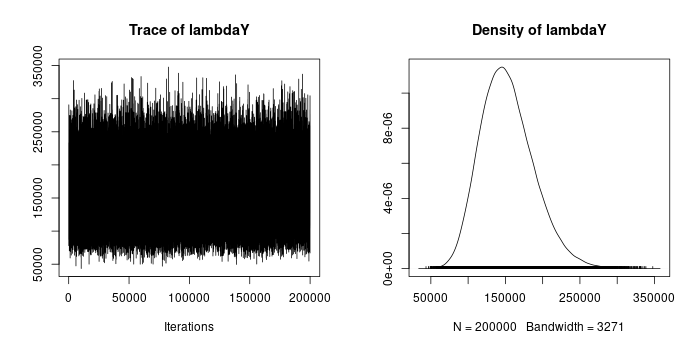 Trace of lambdaY
350000
250000
150000
50000
0
50000
100000
150000
200000
Iterations
Density of lambdaY
8e-06
4e-06
0e+00
50000
150000
250000
350000
N = 200000 Bandwidth = 3271